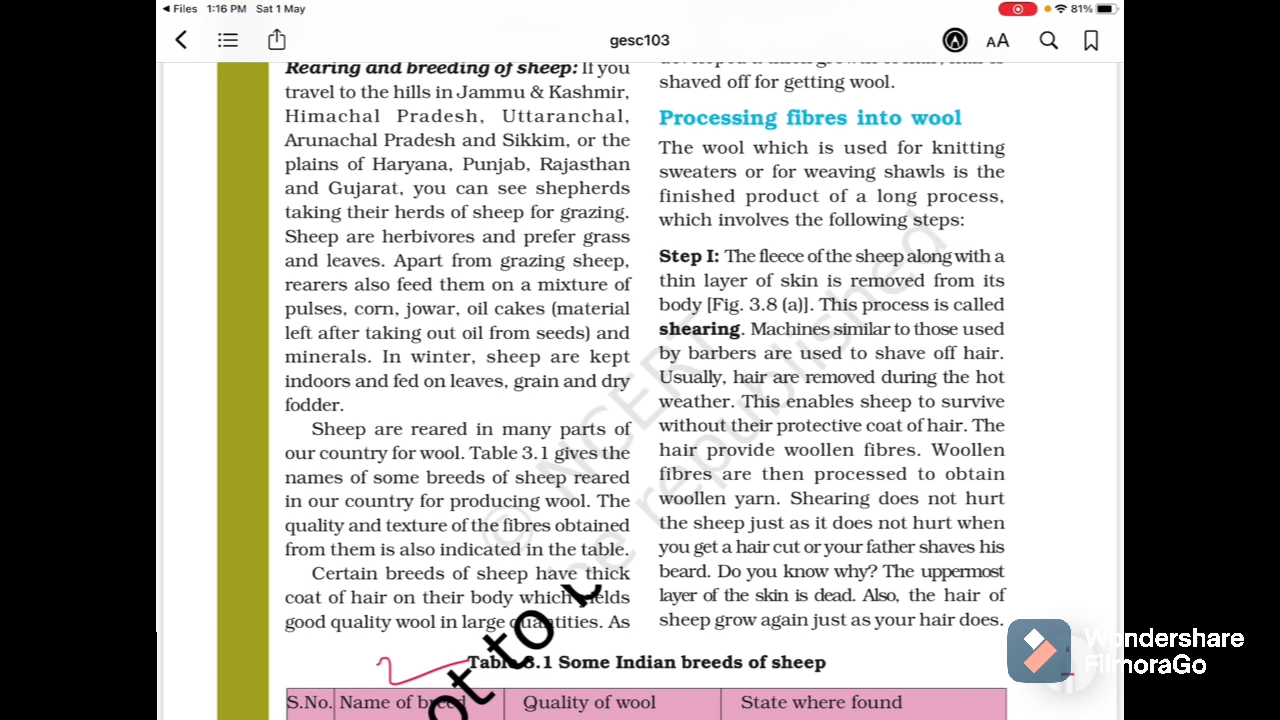 Files 1:16 PM Sat 1 May 81%
gesc103
AA
Rearing and breeding of sheep: If you
travel to the hills in Jammu & Kashmir,
Himachal Pradesh, Uttaranchal,
Arunachal Pradesh and Sikkim, or the
plains of Haryana, Punjab, Rajasthan
and Gujarat, you can see shepherds
taking their herds of sheep for grazing.
Sheep are herbivores and prefer grass
and leaves. Apart from grazing sheep,
rearers also feed them on a mixture of
pulses, corn, jowar, oil cakes (material
left after taking out oil from seeds) and
minerals. In winter, sheep are kept
indoors and fed on leaves, grain and dry
fodder.
Sheep are reared in many parts of
our country for wool. Table 3.1 gives the
names of some breeds of sheep reared
in our country for producing wool. The
quality and texture of the fibres obtained
from them is also indicated in the table.
Certain breeds of sheep have thick
coat of hair on their body which yields
good quality wool in large quantities. As
shaved off for getting wool.
Processing fibres into wool
The wool which is used for knitting
sweaters or for weaving shawls is the
finished product of a long process,
which involves the following steps:
Step I: The fleece of the sheep along with a
thin layer of skin is removed from its
body [Fig. 3.8 (a)]. This process is called
shearing. Machines similar to those used
by barbers are used to shave off hair.
Usually, hair are removed during the hot
weather. This enables sheep to survive
without their protective coat of hair. The
hair provide woollen fibres. Woollen
fibres are then processed to obtain
woollen yarn. Shearing does not hurt
the sheep just as it does not hurt when
you get a hair cut or your father shaves his
beard. Do you know why? The uppermost
layer of the skin is dead. Also, the hair of
sheep grow again just as your hair does.
Table 3.1 Some Indian breeds of sheep
S.No. Name of breed Quality of wool State where found
© NCERT
be republished
to
Wondershare
FilmoraGo